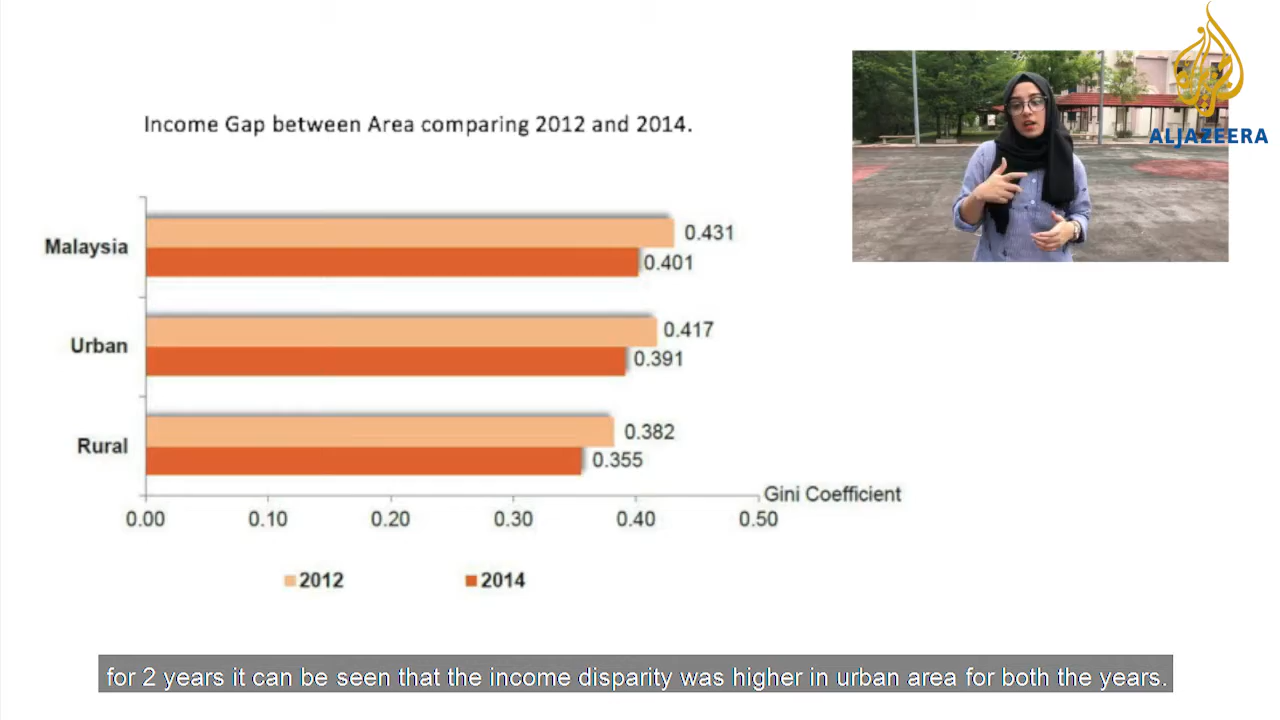 ALJAZEERA
Income Gap between Area comparing 2012 and 2014.
Malaysia
0.431
0.401
Urban
0.417
0.391
Rural
0.382
0.355
Gini Coefficient
0.00 0.10 0.20 0.30 0.40 0.50
2012 2014
for 2 years it can be seen that the income disparity was higher in urban area for both the years.